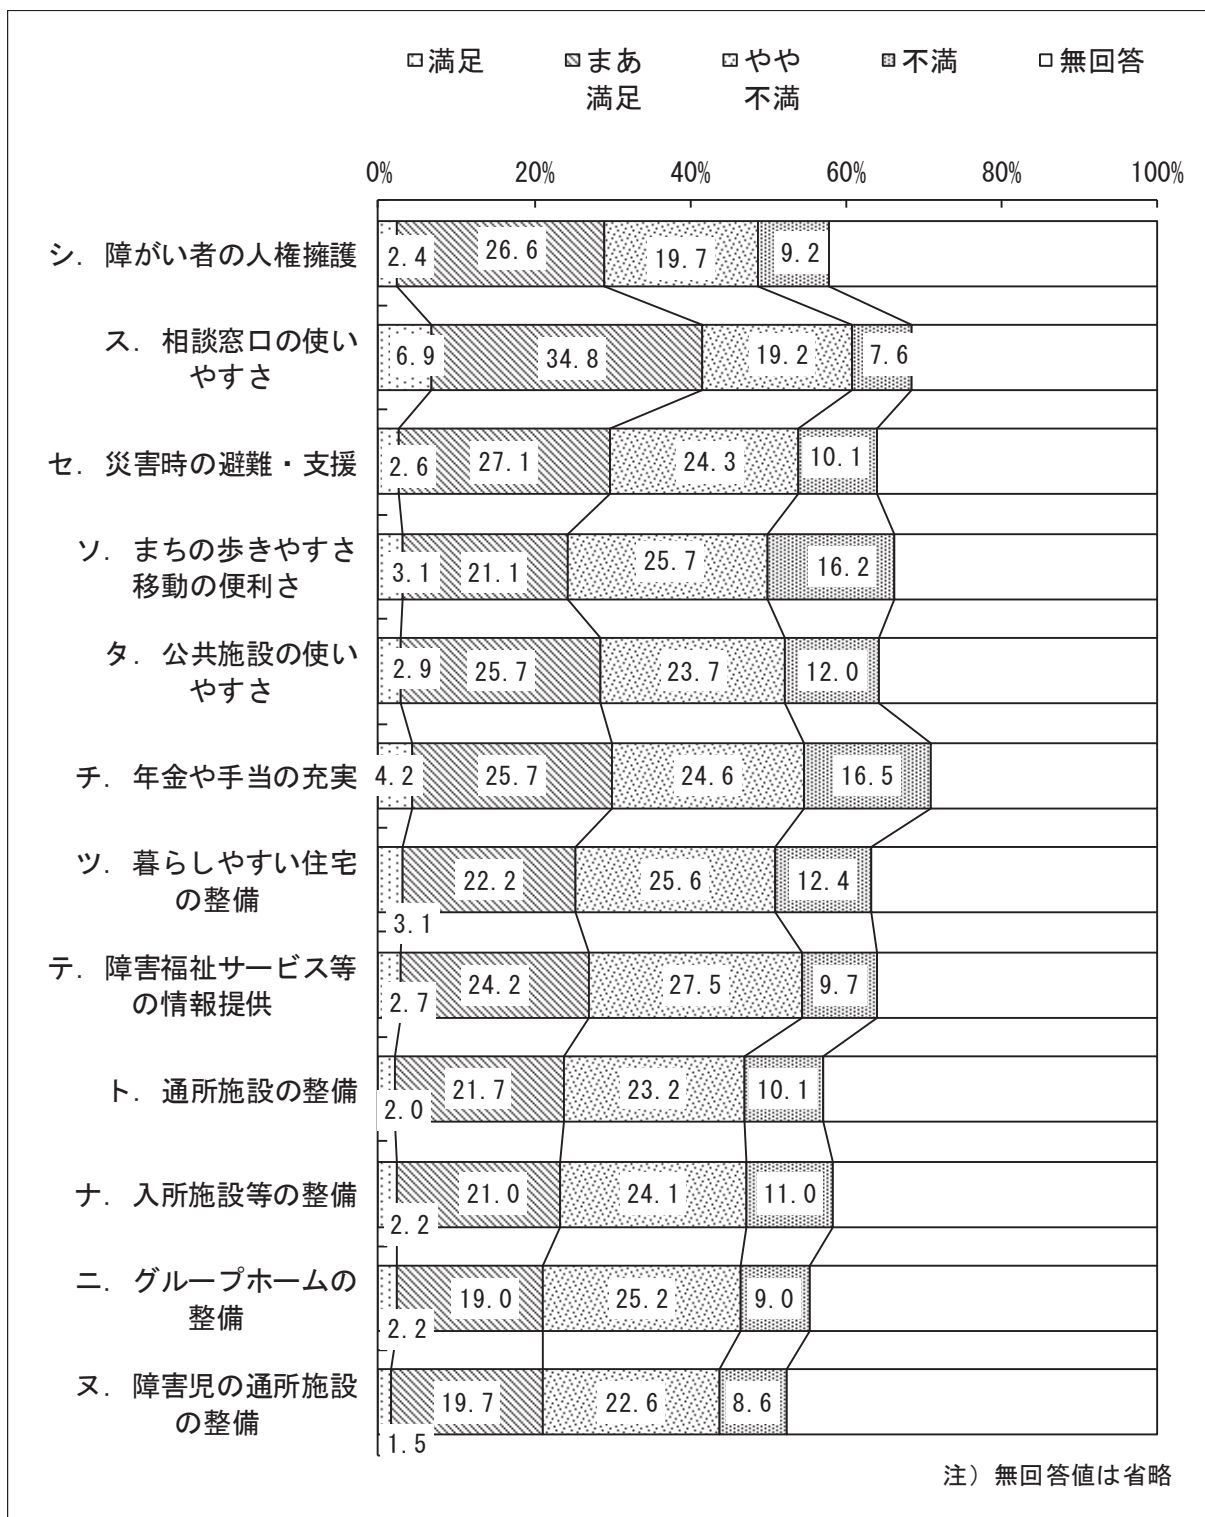 満足 まあ やや 不満 無回答
満足 不満
0% 20% 40% 60% 80% 100%
シ. 障がい者の人権擁護 2.4 26.6 19.7 9.2
ス. 相談窓口の使い
やすさ
6.9 34.8 19.2 7.6
セ. 災害時の避難・支援 2.6 27.1 24.3 10.1
ソ. まちの歩きやすさ
移動の便利さ
3.1 21.1 25.7 16.2
タ. 公共施設の使い
やすさ
2.9 25.7 23.7 12.0
チ. 年金や手当の充実 4.2 25.7 24.6 16.5
ツ. 暮らしやすい住宅
の整備
3.1 22.2 25.6 12.4
テ. 障害福祉サービス等
の情報提供
2.7 24.2 27.5 9.7
ト. 通所施設の整備 2.0 21.7 23.2 10.1
ナ. 入所施設等の整備 2.2 21.0 24.1 11.0
ニ. グループホームの
整備
2.2 19.0 25.2 9.0
ヌ. 障害児の通所施設
の整備
1.5 19.7 22.6 8.6
注）無回答値は省略